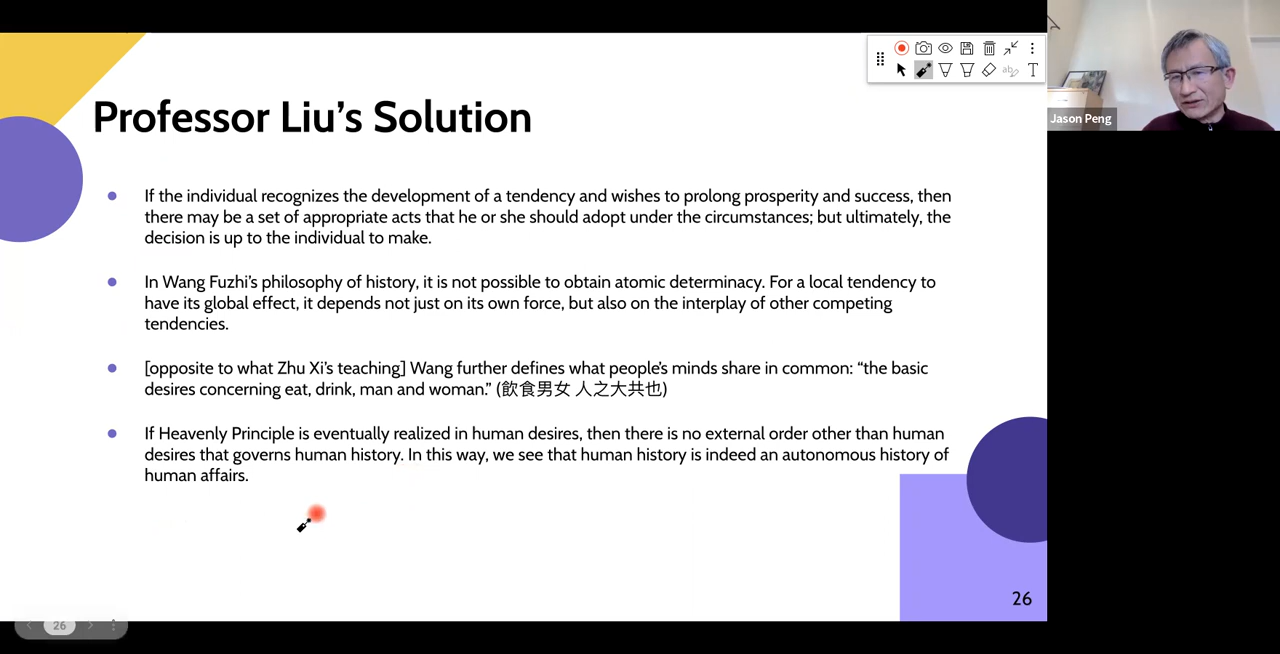 Professor Liu's Solution
If the individual recognizes the development of a tendency and wishes to prolong prosperity and success, then
there may be a set of appropriate acts that he or she should adopt under the circumstances; but ultimately, the
decision is up to the individual to make.
In Wang Fuzhi's philosophy of history, it is not possible to obtain atomic determinacy. For a local tendency to
have its global effect, it depends not just on its own force, but also on the interplay of other competing
tendencies.
[opposite to what Zhu Xi's teaching] Wang further defines what people's minds share in common: “the basic
desires concerning eat, drink, man and woman.” (飲食男女 人之大共也)
If Heavenly Principle is eventually realized in human desires, then there is no external order other than human
desires that governs human history. In this way, we see that human history is indeed an autonomous history of
human affairs.
26
26
ab
T
Jason Peng